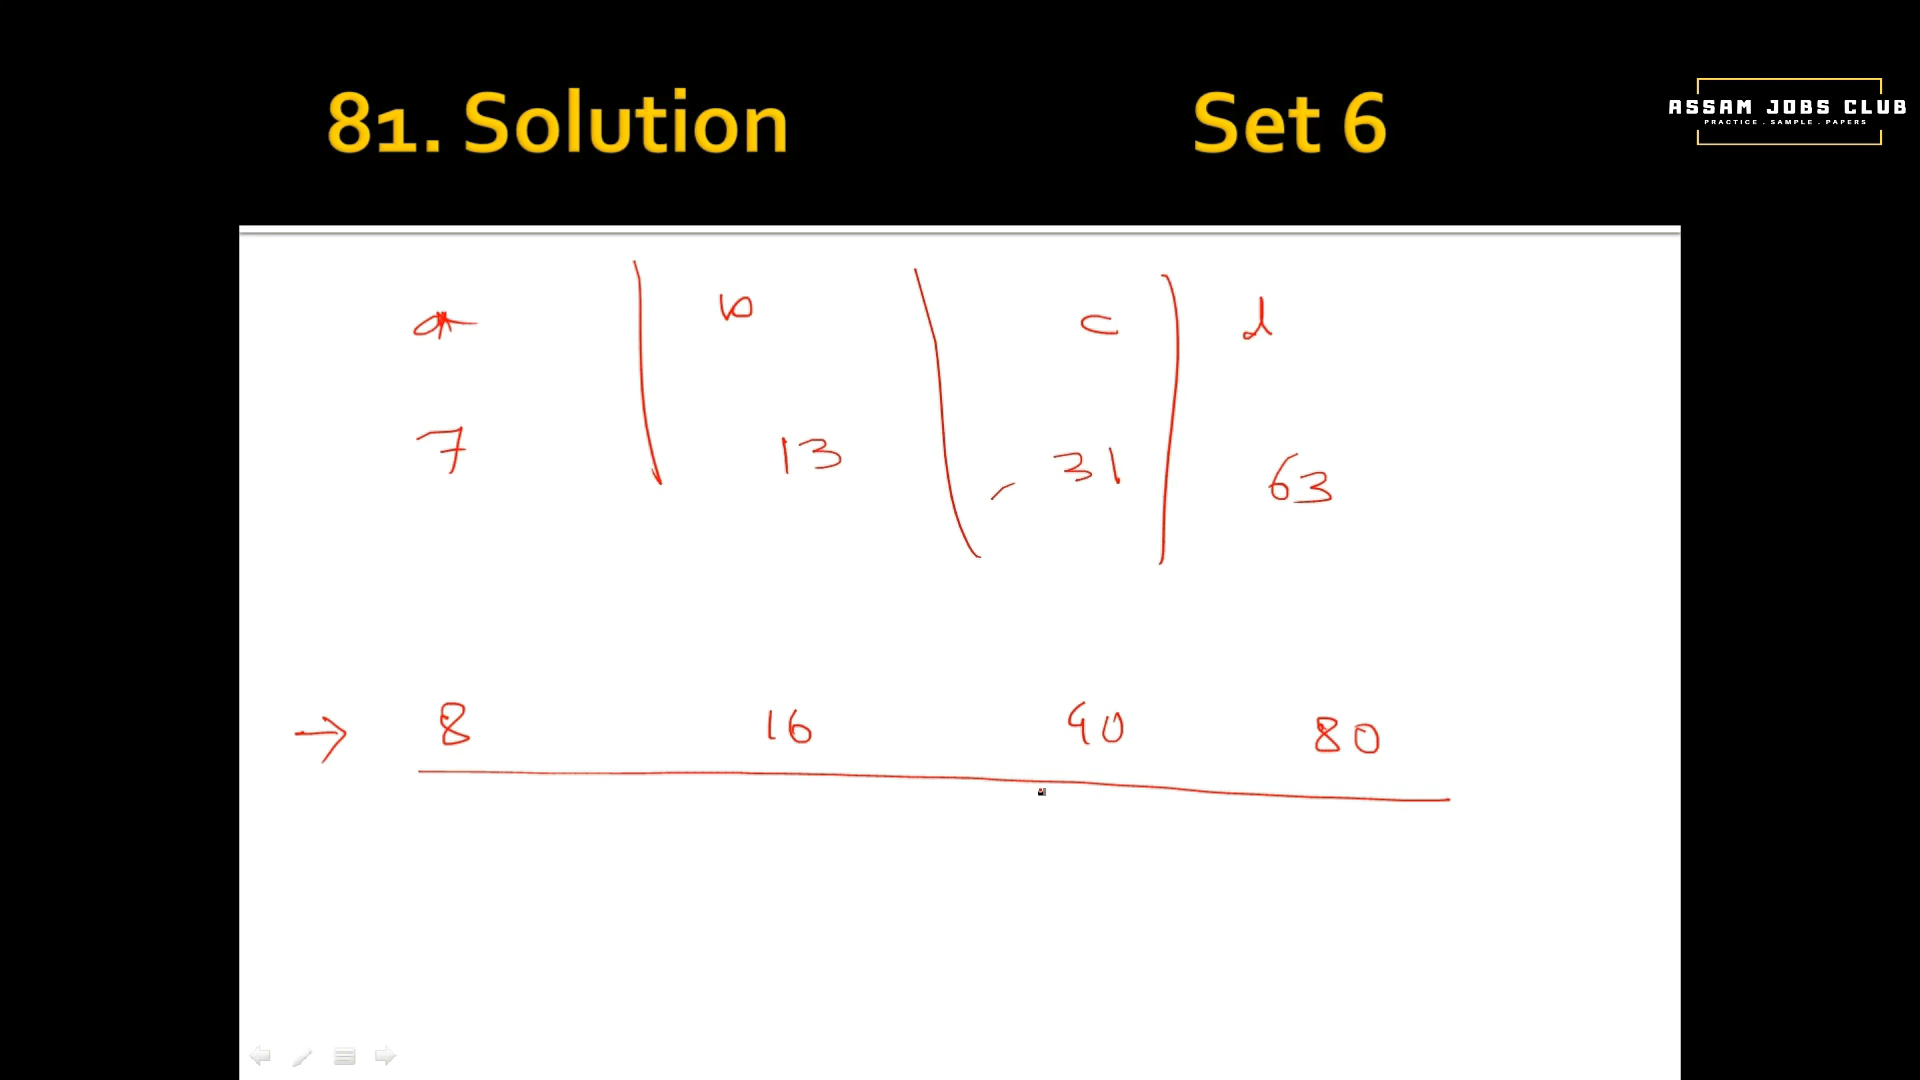 81. Solution Set 6
ASSAM JOBS CLUB
PRACTICE . SAMPLE . PAPERS
a b c d
7 13 31 63
→ 8 16 40 80